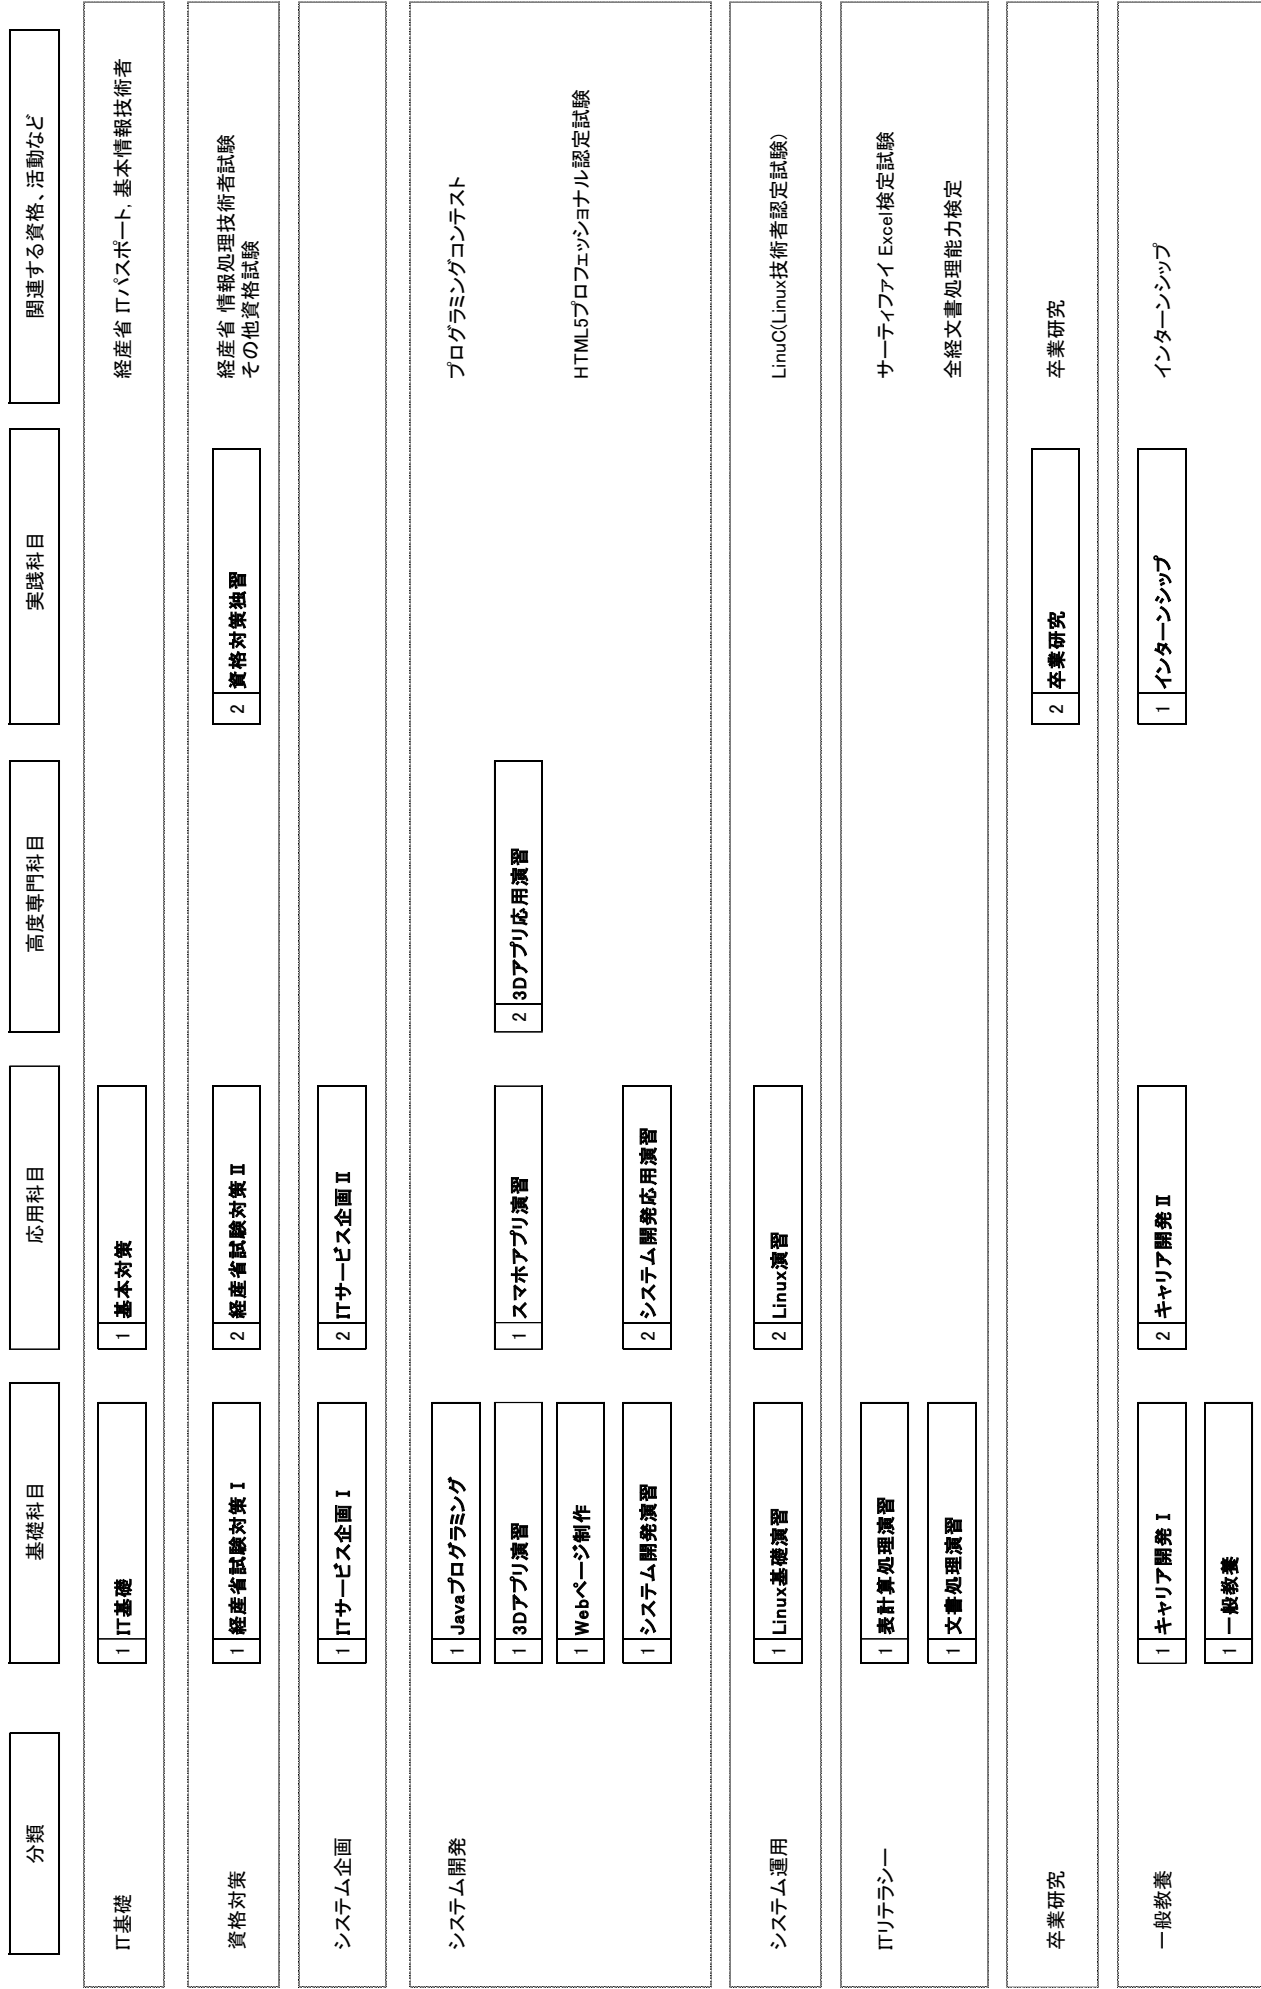 分類
基礎科目
応用科目
高度専門科目
実践科目
関連する資格、活動など
IT基礎
1 IT基礎
1 基本対策
経産省 ITパスポート, 基本情報技術者
資格対策
1 経産省試験対策Ⅰ
2 経産省試験対策Ⅱ
2 資格対策独習
経産省 情報処理技術者試験
その他資格試験
システム企画
1 ITサービス企画Ⅰ
2 ITサービス企画Ⅱ
システム開発
1 Javaプログラミング
プログラミングコンテスト
1 3Dアプリ演習
1 スマホアプリ演習
2 3Dアプリ応用演習
1 Webページ制作
HTML5プロフェッショナル認定試験
1 システム開発演習
2 システム開発応用演習
システム運用
1 Linux基礎演習
2 Linux演習
LinuC(Linux技術者認定試験)
ITリテラシー
1 表計算処理演習
サーティファイ Excel検定試験
1 文書処理演習
全経文書処理能力検定
卒業研究
2 卒業研究
卒業研究
一般教養
1 キャリア開発Ⅰ
2 キャリア開発Ⅱ
1 インターンシップ
インターンシップ
1 一般教養